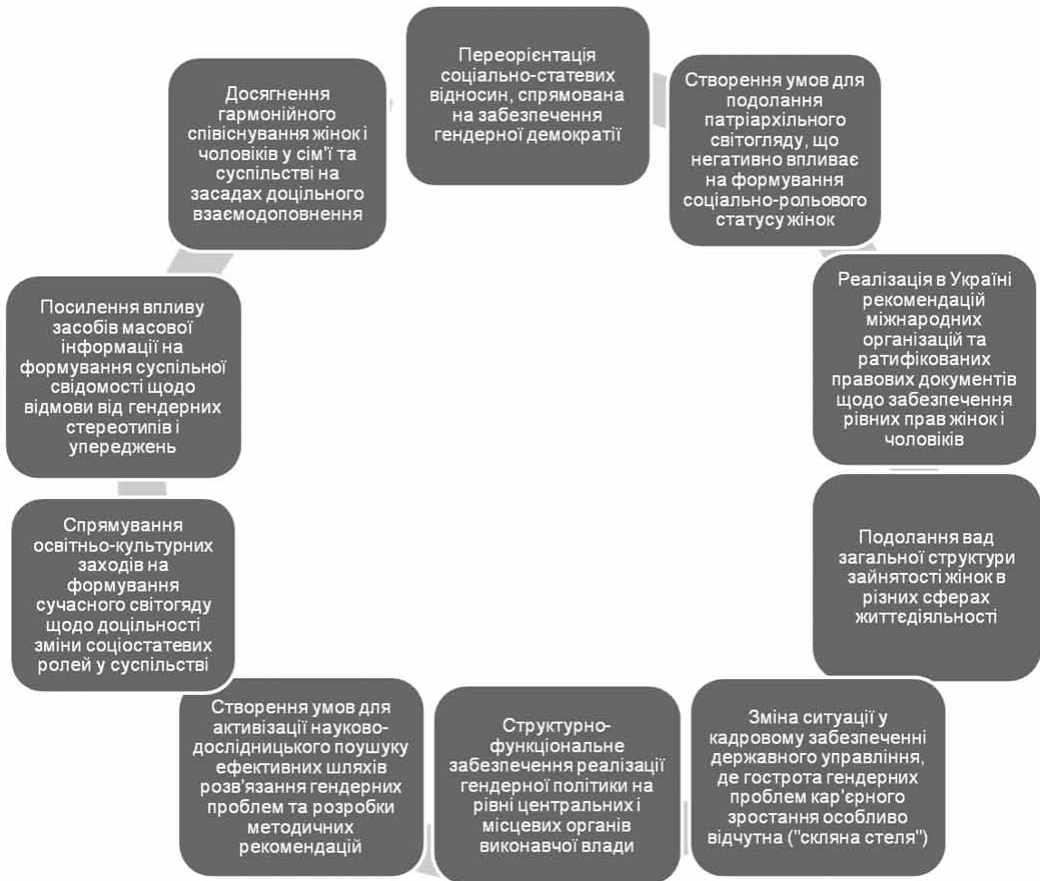 Переорієнтація
соціально-статевих
відносин, спрямована
на забезпечення
гендерної демократії
Створення умов для
подолання
патріархільного
світогляду, що
негативно впливає
на формування
соціально-рольового
статусу жінок
Реалізація в Україні
рекомендацій
міжнародних
організацій та
ратифікованих
правових документів
щодо забезпечення
рівних прав жінок і
чоловіків
Подолання вад
загальної структури
зайнятості жінок в
різних сферах
життєдіяльності
Зміна ситуації у
кадровому забезпеченні
державного управління,
де гострота гендерних
проблем кар'єрного
зростання особливо
відчутна ("скляна стеля")
Структурно-
функціональне
забезпечення реалізації
гендерної політики на
рівні центральних і
місцевих органів
виконавчої влади
Створення умов для
активізації науково-
дослідницького поушуку
ефективних шляхів
розв'язання гендерних
проблем та розробки
методичних
рекомендацій
Спрямування
освітньо-культурних
заходів на
формування
сучасного світогяду
щодо доцільності
зміни соціостатевих
ролей у суспільстві
Посилення впливу
засобів масової
інформації на
формування суспільної
свідомості щодо
відмови від гендерних
стереотипів і
упереджень
Досягнення
гармонійного
співіснування жінок і
чоловіків у сім'ї та
суспільстві на
засадах доцільного
взаємодоповнення